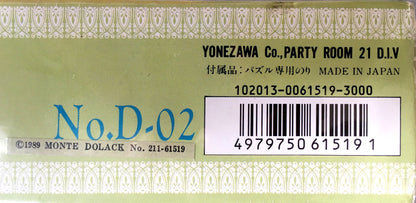 YONEZAWA Co.,PARTY ROOM 21 D.I.V
付属品：パズル専用のり MADE IN JAPAN
102013-0061519-3000
No.D-02
4979750615191
©1989 MONTE DOLACK No. 211-61519